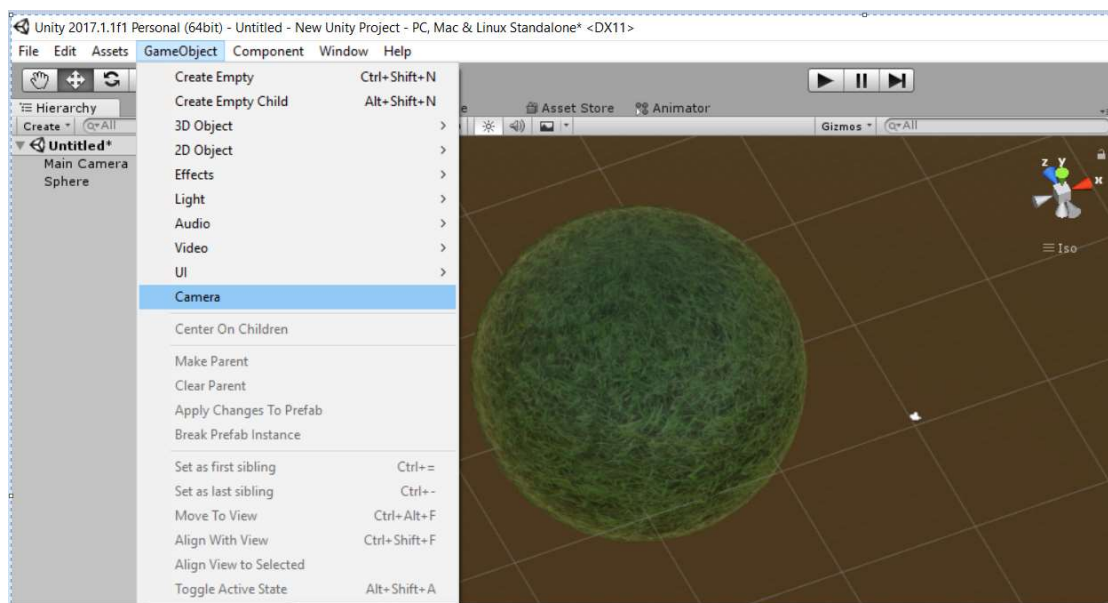 Unity 2017.1.1f1 Personal (64bit) - Untitled - New Unity Project - PC, Mac & Linux Standalone* <DX11>
File Edit Assets GameObject Component Window Help
Create Empty Ctrl+Shift+N
Create Empty Child Alt+Shift+N
3D Object
2D Object
Effects
Light
Audio
Video
UI
Camera
Center On Children
Make Parent
Clear Parent
Apply Changes To Prefab
Break Prefab Instance
Set as first sibling Ctrl+=
Set as last sibling Ctrl+-
Move To View Ctrl+Alt+F
Align With View Ctrl+Shift+F
Align View to Selected
Toggle Active State Alt+Shift+A
Hierarchy
Create All
Untitled*
Main Camera
Sphere
Asset Store Animator
Gizmos All
z y
x
Iso